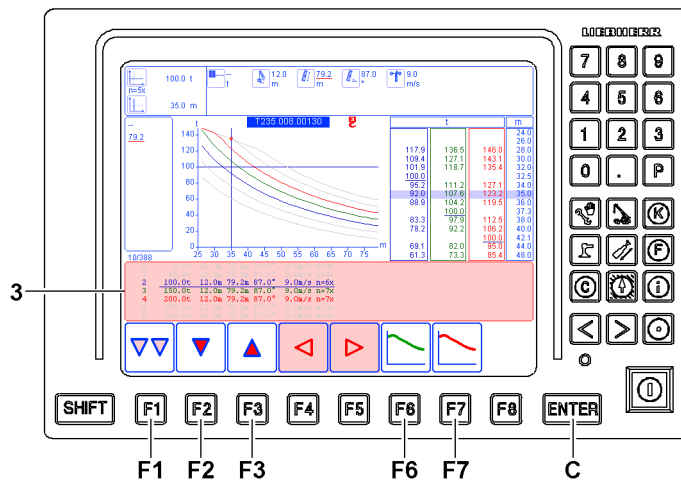 LIEBHERR
100.0 t
n=5x
35.0 m
--
t
12.0
m
79.2
m
87.0
°
9.0
m/s
--
79.2
10/388
T235.008.00130
t
140
120
100
80
60
40
20
0
25 30 35 40 45 50 55 60 65 70 75 m
t m
24.0
26.0
117.9 136.5 146.0 28.0
109.4 127.1 143.1 30.0
101.9 118.7 135.4 32.0
100.0 32.5
95.2 111.2 127.1 34.0
92.0 107.6 123.2 35.0
88.9 104.2 119.5 36.0
100.0 37.3
83.3 97.9 112.5 38.0
78.2 92.2 106.2 40.0
100.0 42.1
69.1 82.0 95.0 44.0
61.3 73.3 85.4 48.0
3
2 100.0t 12.0m 79.2m 87.0° 9.0m/s n=6x
3 150.0t 12.0m 79.2m 87.0° 9.0m/s n=7x
4 200.0t 12.0m 79.2m 87.0° 9.0m/s n=7x
7 8 9
4 5 6
1 2 3
0 . P
K
F
C i
< >
SHIFT F1 F2 F3 F4 F5 F6 F7 F8 ENTER
F1 F2 F3 F6 F7 C